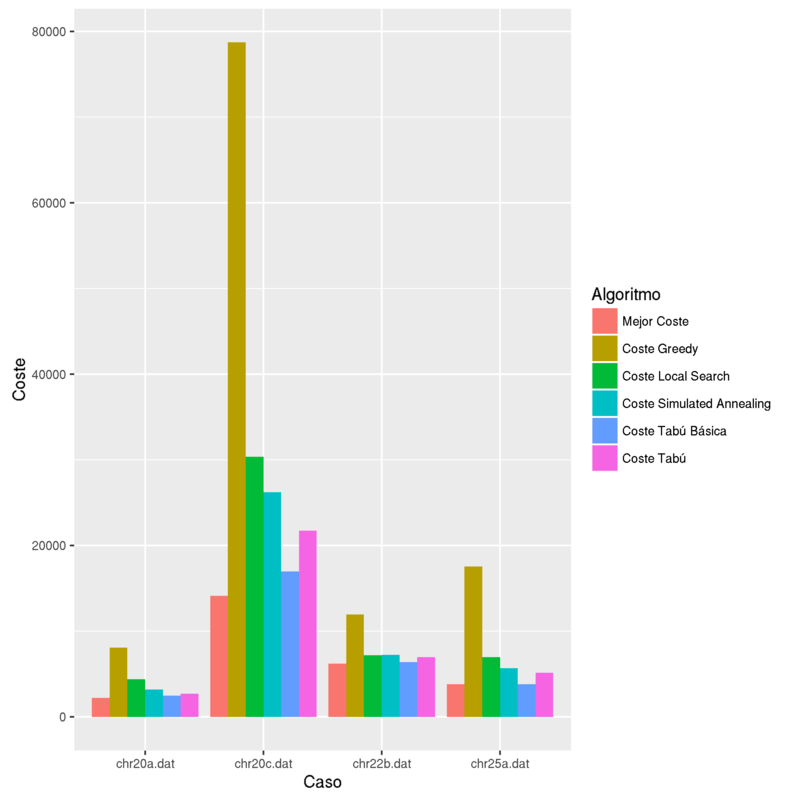 80000
60000
40000
20000
0
Coste
chr20a.dat chr20c.dat chr22b.dat chr25a.dat
Caso
Algoritmo
Mejor Coste
Coste Greedy
Coste Local Search
Coste Simulated Annealing
Coste Tabú Básica
Coste Tabú